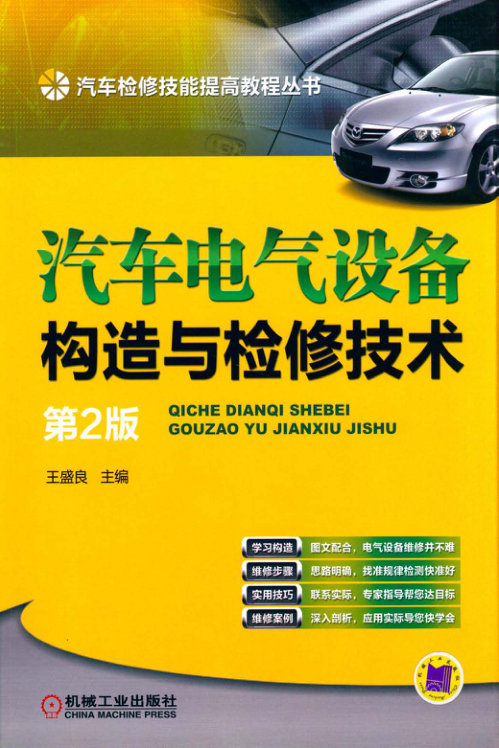 汽车检修技能提高教程丛书
汽车电气设备
构造与检修技术
第2版
QICHE DIANQI SHEBEI
GOUZAO YU JIANXIU JISHU
王盛良 主编
学习构造 图文配合，电气设备维修并不难
维修步骤 思路明确，找准规律检测快准好
实用技巧 联系实际，专家指导帮您达目标
维修案例 深入剖析，应用实际导您快学会
机械工业出版社
CHINA MACHINE PRESS